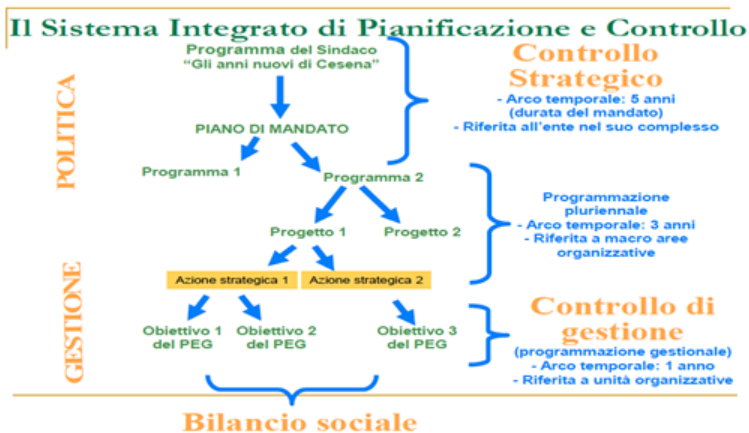 Il Sistema Integrato di Pianificazione e Controllo
Programma del Sindaco
"Gli anni nuovi di Cesena"
Controllo
Strategico
- Arco temporale: 5 anni
(durata del mandato)
- Riferita all'ente nel suo complesso
POLITICA
PIANO DI MANDATO
Programma 1
Programma 2
Programmazione
pluriennale
- Arco temporale: 3 anni
- Riferita a macro aree
organizzative
Progetto 1
Progetto 2
GESTIONE
Azione strategica 1
Azione strategica 2
Obiettivo 1
del PEG
Obiettivo 2
del PEG
Obiettivo 3
del PEG
Controllo di
gestione
(programmazione gestionale)
- Arco temporale: 1 anno
- Riferita a unità organizzative
Bilancio sociale